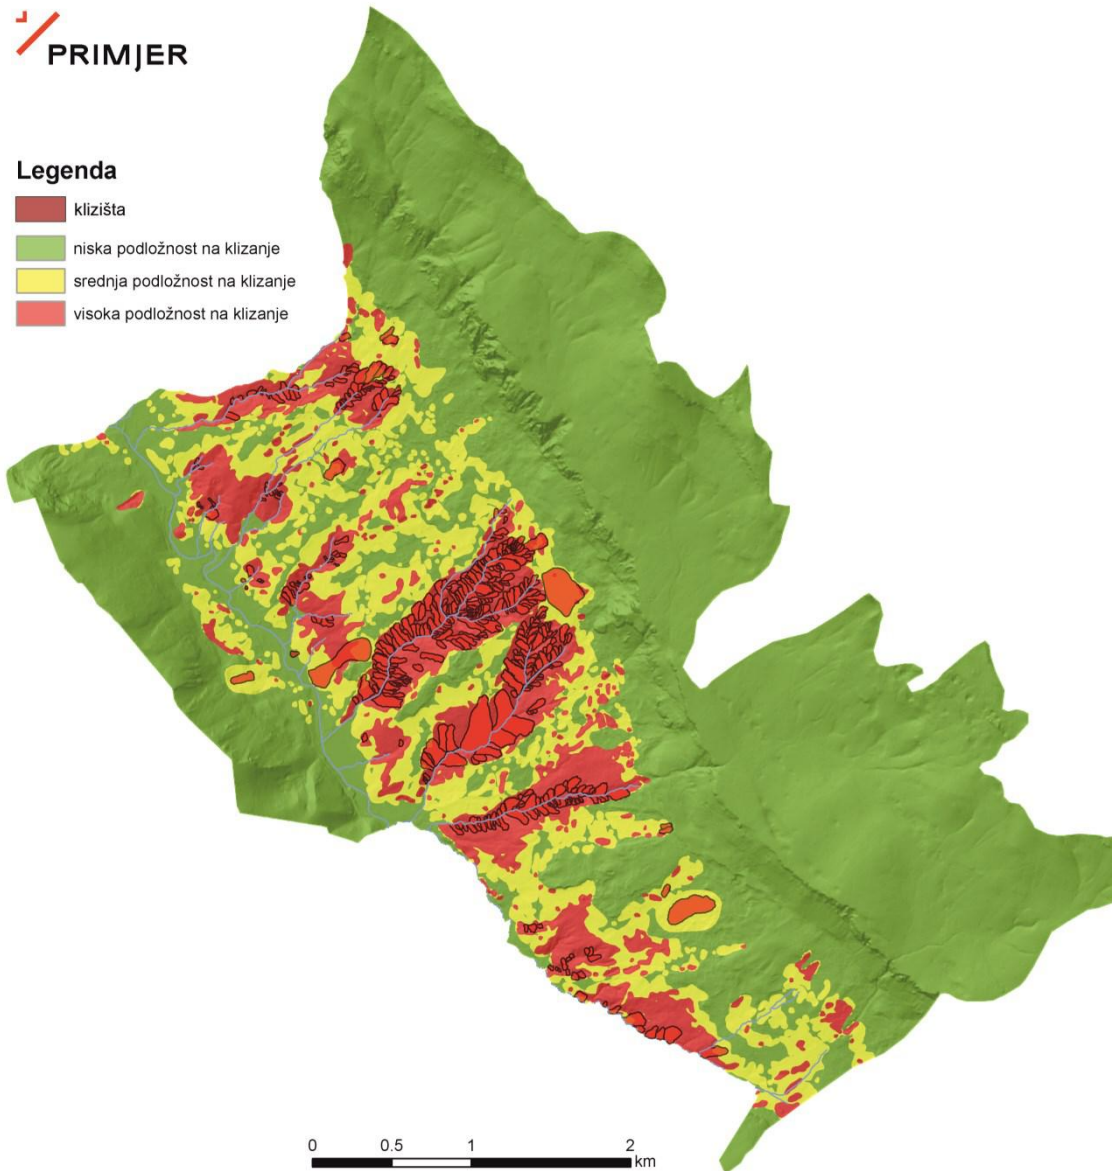 PRIMJER
Legenda
klizišta
niska podložnost na klizanje
srednja podložnost na klizanje
visoka podložnost na klizanje
0 0.5 1 2
km